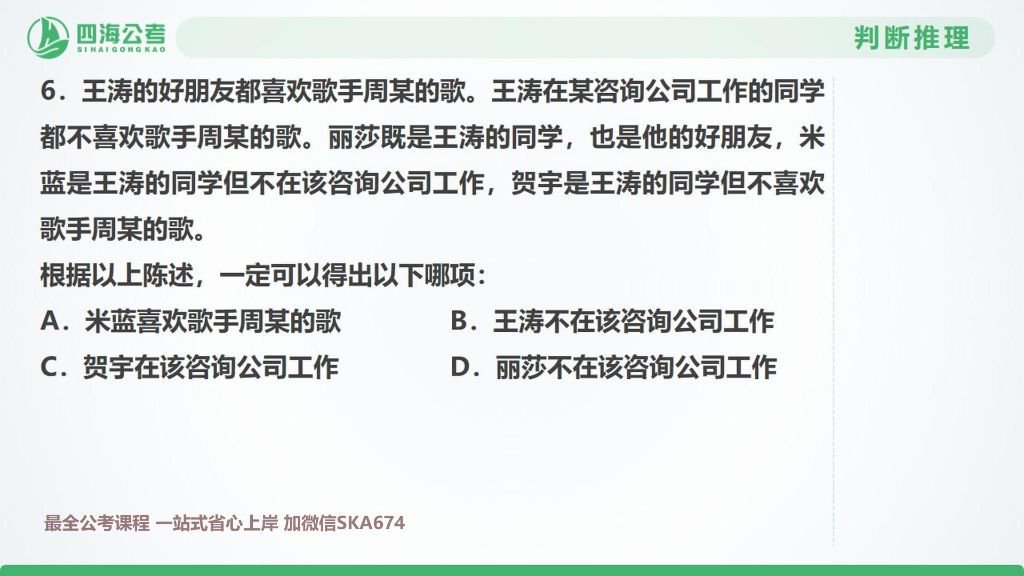 四海公考
SIHAIGONGKAO
判断推理
6．王涛的好朋友都喜欢歌手周某的歌。王涛在某咨询公司工作的同学
都不喜欢歌手周某的歌。丽莎既是王涛的同学，也是他的好朋友，米
蓝是王涛的同学但不在该咨询公司工作，贺宇是王涛的同学但不喜欢
歌手周某的歌。
根据以上陈述，一定可以得出以下哪项：
A．米蓝喜欢歌手周某的歌 B．王涛不在该咨询公司工作
C．贺宇在该咨询公司工作 D．丽莎不在该咨询公司工作
最全公考课程 一站式省心上岸 加微信SKA674